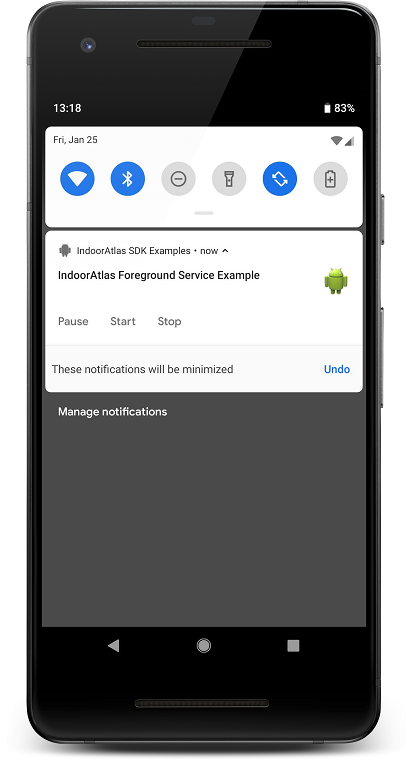 13:18 83%
Fri, Jan 25
IndoorAtlas SDK Examples • now
IndoorAtlas Foreground Service Example
Pause Start Stop
These notifications will be minimized Undo
Manage notifications